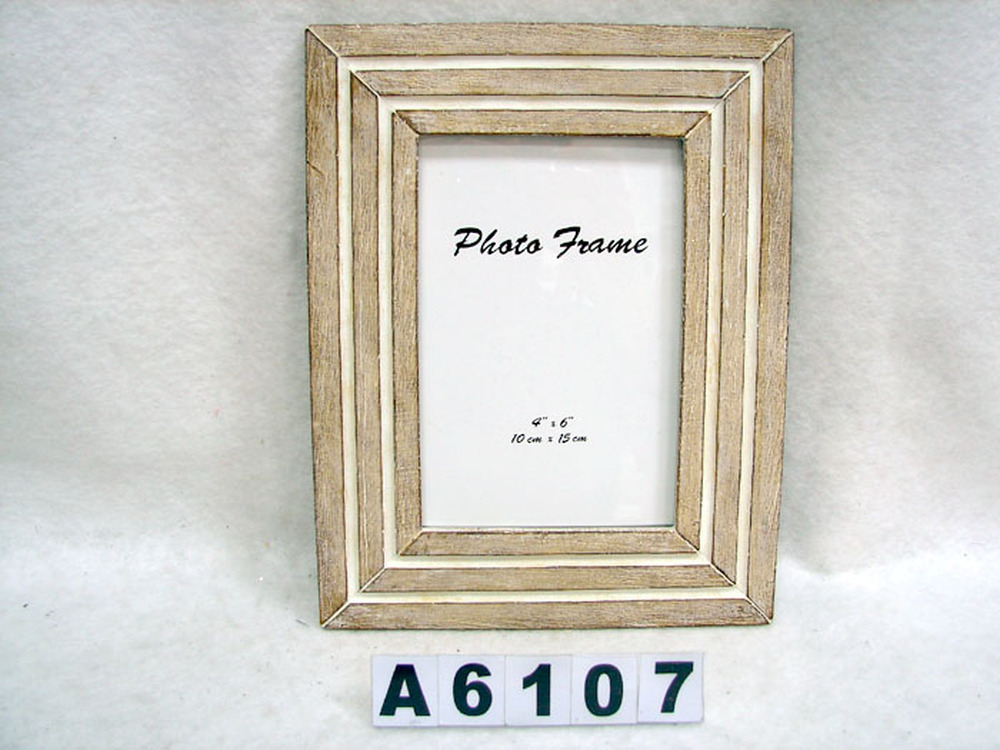 Photo Frame
4" x 6"
10 cm x 15 cm
A6107